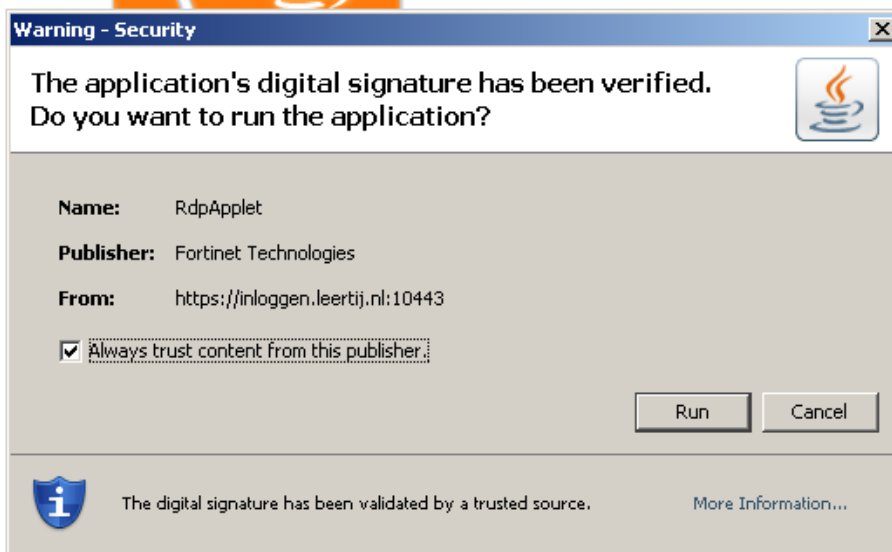 Warning - Security
The application's digital signature has been verified.
Do you want to run the application?
Name: RdpApplet
Publisher: Fortinet Technologies
From: https://inloggen.leertij.nl:10443
Always trust content from this publisher.
Run Cancel
The digital signature has been validated by a trusted source. More Information...